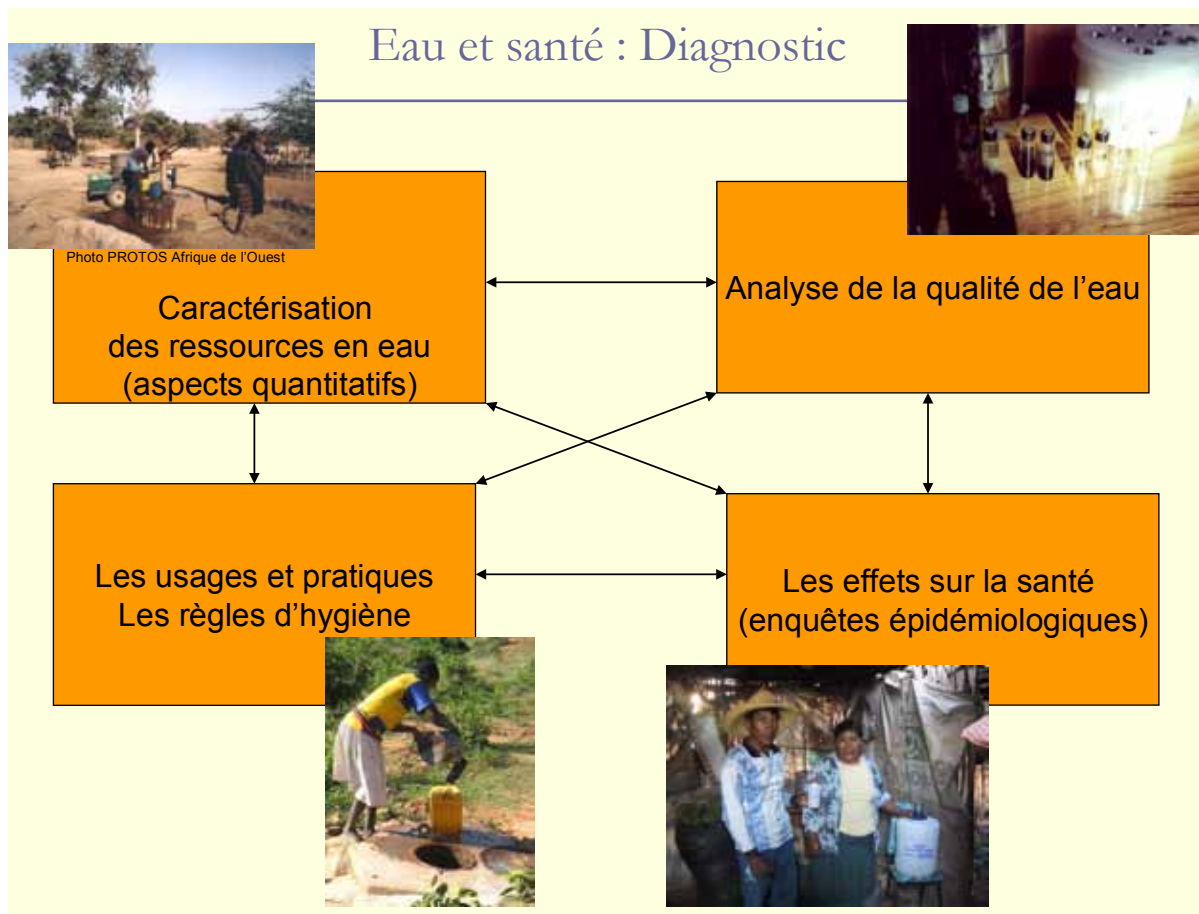 Eau et santé : Diagnostic
Photo PROTOS Afrique de l'Ouest
Caractérisation
des ressources en eau
(aspects quantitatifs)
Analyse de la qualité de l'eau
Les usages et pratiques
Les règles d'hygiène
Les effets sur la santé
(enquêtes épidémiologiques)